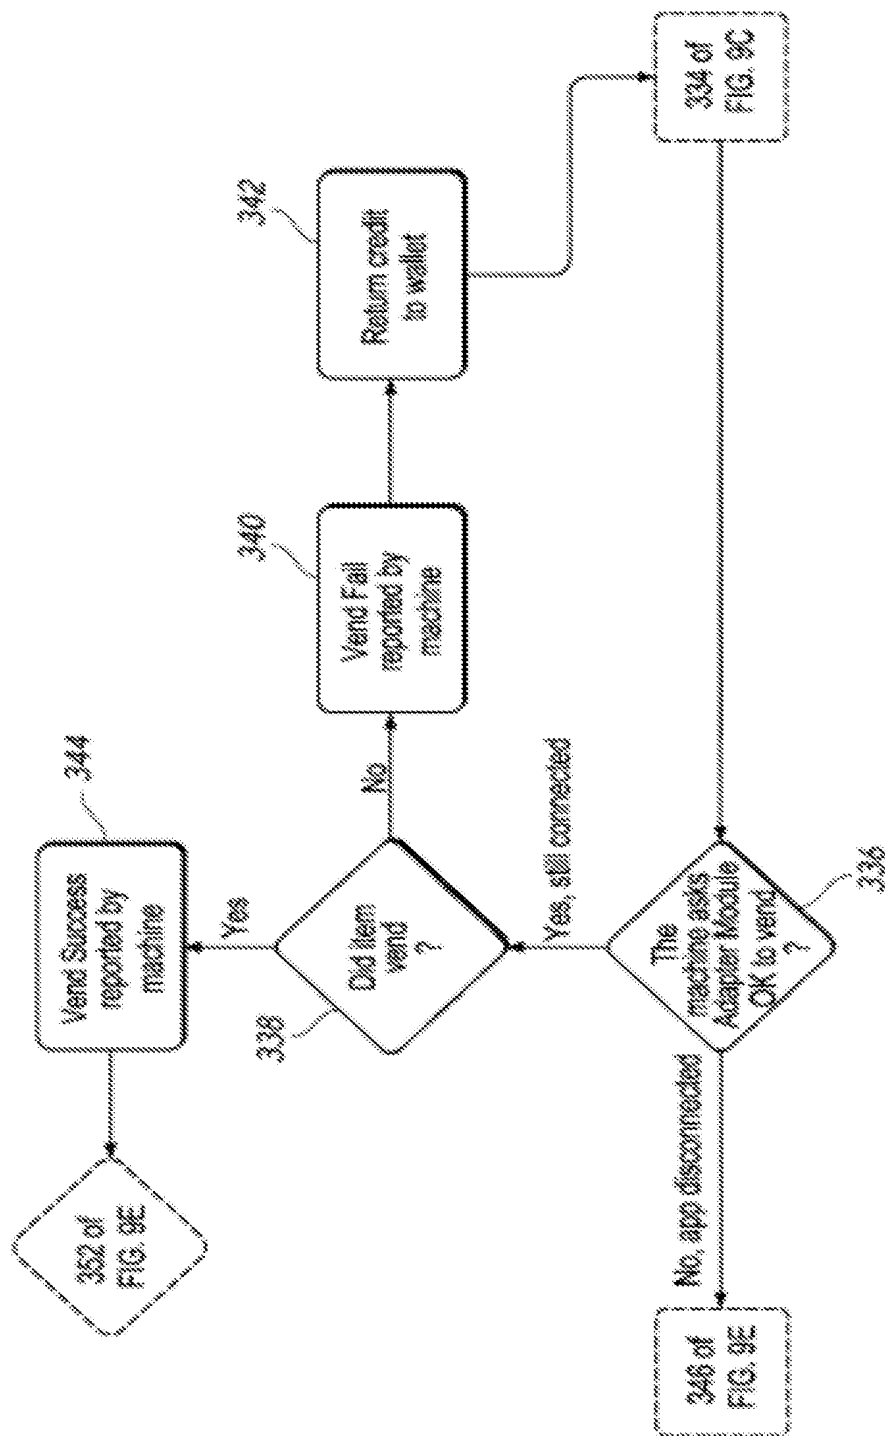 346 of
FIG. 9E
No, app disconnected
The
machine asks
Adapter Module
OK to vend.
?
336
334 of
FIG. 9C
Yes, still connected
338
Did item
vend
?
No
Vend Fail
reported by
machine
340
Return credit
to wallet
342
Yes
352 of
FIG. 9E
Vend Success
reported by
machine
344